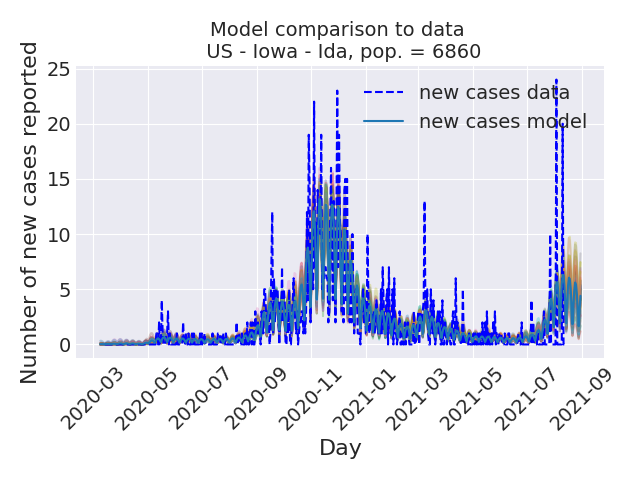 Model comparison to data
US - Iowa - Ida, pop. = 6860
Number of new cases reported
25
20
15
10
5
0
new cases data
new cases model
2020-03
2020-05
2020-07
2020-09
2020-11
2021-01
2021-03
2021-05
2021-07
2021-09
Day